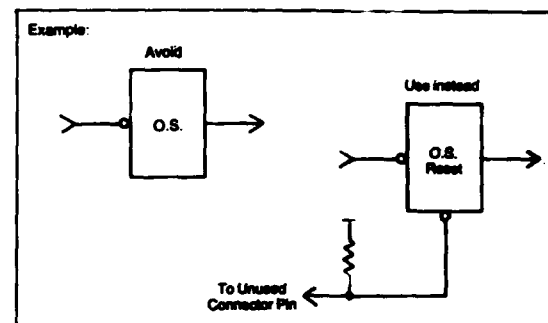 Example:
Avoid
O.S.
Use instead
O.S.
Reset
To Unused
Connector Pin